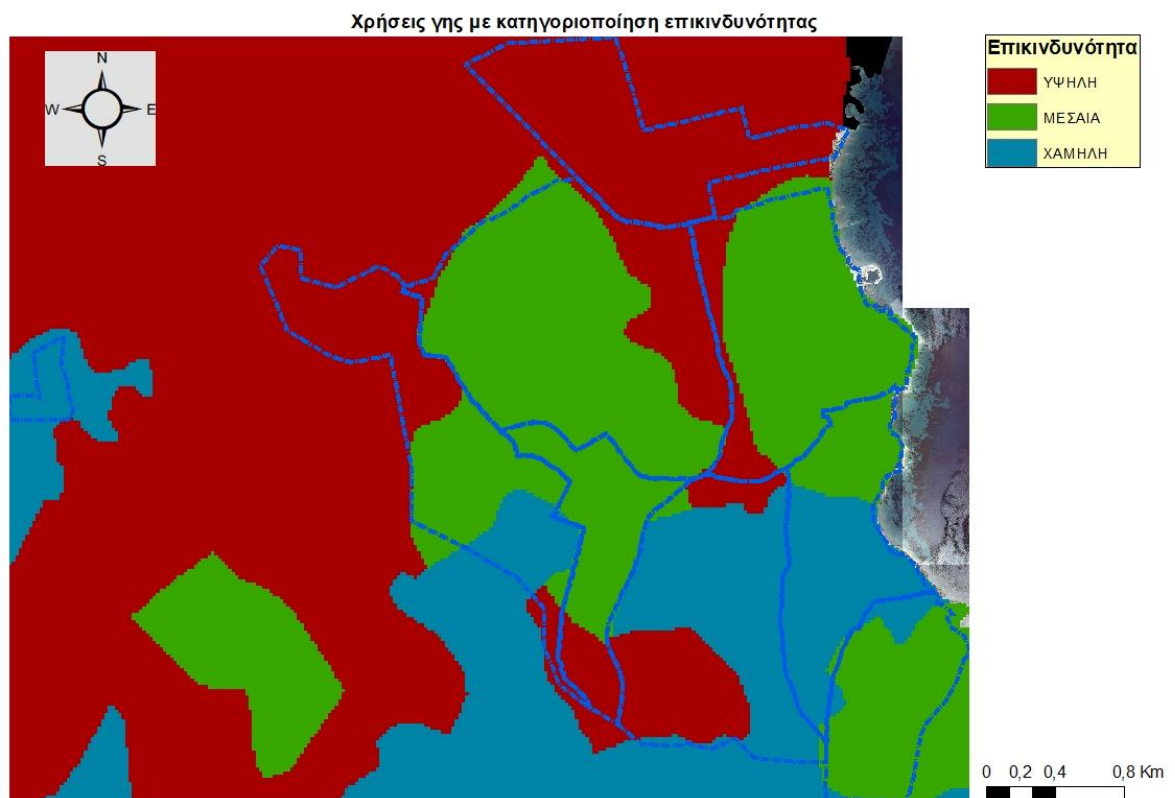 Χρήσεις γης με κατηγοριοποίηση επικινδυνότητας
N
W E
S
Επικινδυνότητα
ΥΨΗΛΗ
ΜΕΣΑΙΑ
ΧΑΜΗΛΗ
0 0,2 0,4 0,8 Km